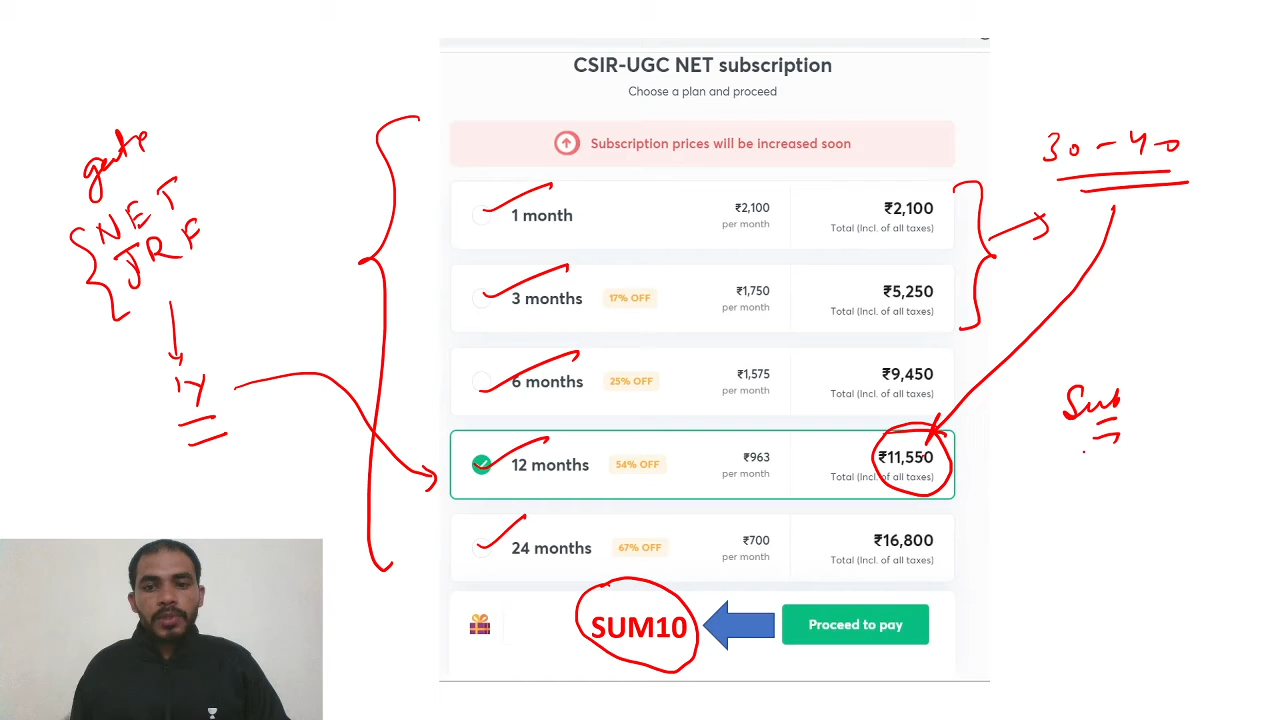 CSIR-UGC NET subscription
Choose a plan and proceed
Subscription prices will be increased soon
1 month
₹2,100
per month
₹2,100
Total (Incl. of all taxes)
3 months
17% OFF
₹1,750
per month
₹5,250
Total (Incl. of all taxes)
6 months
25% OFF
₹1,575
per month
₹9,450
Total (Incl. of all taxes)
12 months
54% OFF
₹963
per month
₹11,550
Total (Incl. of all taxes)
24 months
67% OFF
₹700
per month
₹16,800
Total (Incl. of all taxes)
SUM10
Proceed to pay
NET
JRF
1Y
30-40
Sub